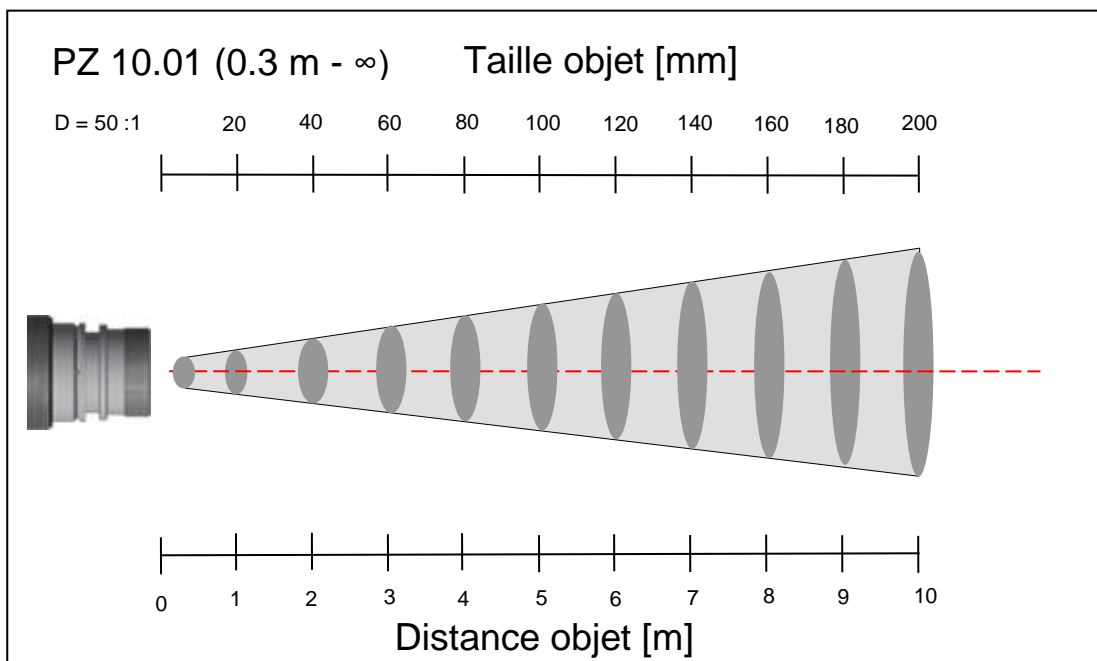 PZ 10.01 (0.3 m - ∞) Taille objet [mm]
D = 50 :1 20 40 60 80 100 120 140 160 180 200
0 1 2 3 4 5 6 7 8 9 10
Distance objet [m]